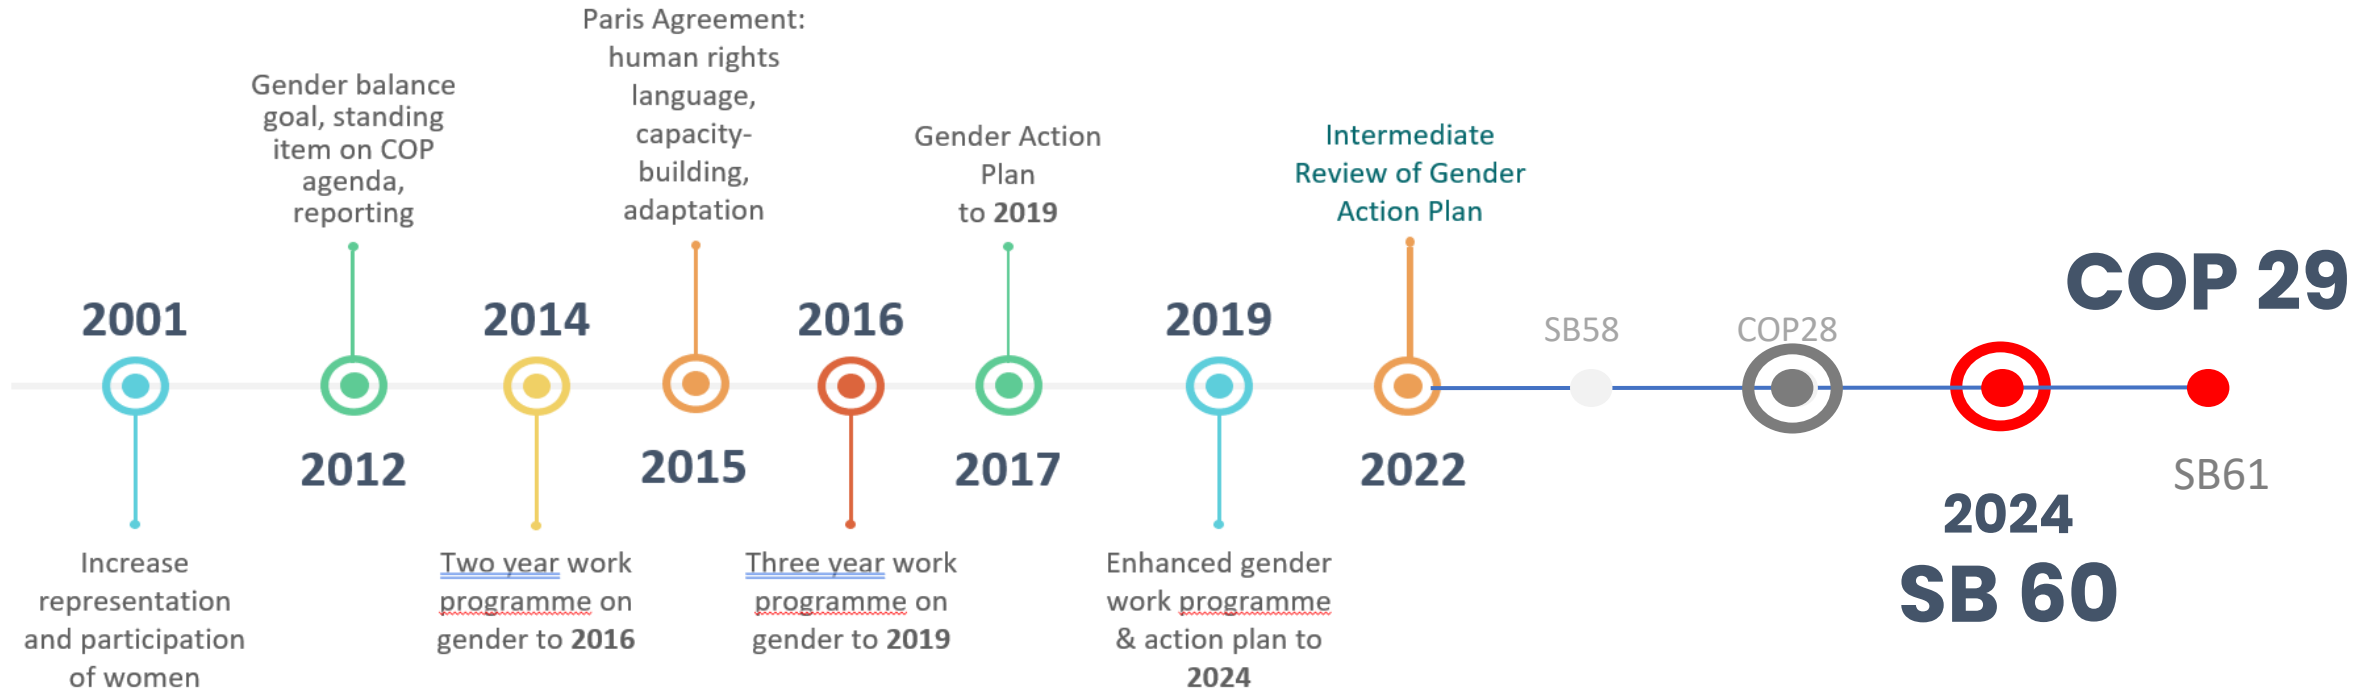 2001
Increase
representation
and participation
of women
Gender balance
goal, standing
item on COP
agenda,
reporting
2012
2014
Two year work
programme on
gender to 2016
Paris Agreement:
human rights
language,
capacity-
building,
adaptation
2015
2016
Three year work
programme on
gender to 2019
Gender Action
Plan
to 2019
2017
2019
Enhanced gender
work programme
& action plan to
2024
Intermediate
Review of Gender
Action Plan
2022
SB58
COP28
2024
SB 60
COP 29
SB61